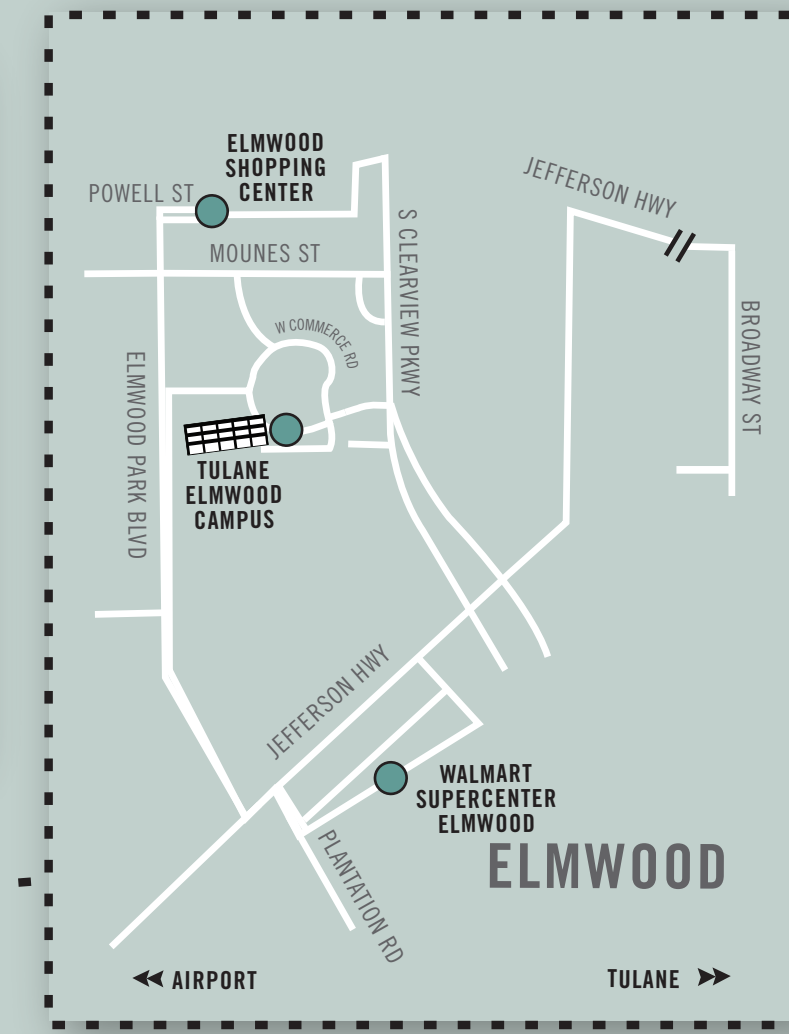 ELMWOOD
SHOPPING
CENTER
POWELL ST
JEFFERSON HWY
MOUNES ST
S CLEARVIEW PKWY
W COMMERCE RD
BROADWAY ST
ELMWOOD PARK BLVD
TULANE
ELMWOOD
CAMPUS
JEFFERSON HWY
WALMART
SUPERCENTER
ELMWOOD
PLANTATION RD
ELMWOOD
AIRPORT
TULANE